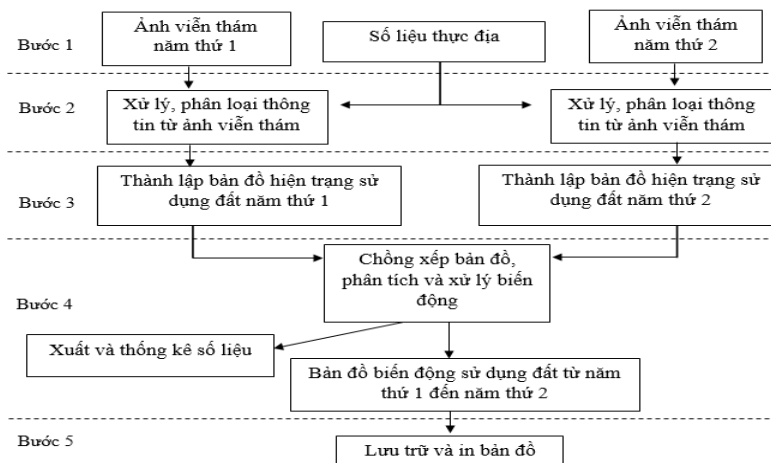 Bước 1
Ảnh viễn thám
năm thứ 1
Số liệu thực địa
Ảnh viễn thám
năm thứ 2
Bước 2
Xử lý, phân loại thông
tin từ ảnh viễn thám
Xử lý, phân loại thông
tin từ ảnh viễn thám
Bước 3
Thành lập bản đồ hiện trạng sử
dụng đất năm thứ 1
Thành lập bản đồ hiện trạng sử
dụng đất năm thứ 2
Bước 4
Chồng xếp bản đồ,
phân tích và xử lý biến
động
Xuất và thống kê số liệu
Bản đồ biến động sử dụng đất từ năm
thứ 1 đến năm thứ 2
Bước 5
Lưu trữ và in bản đồ